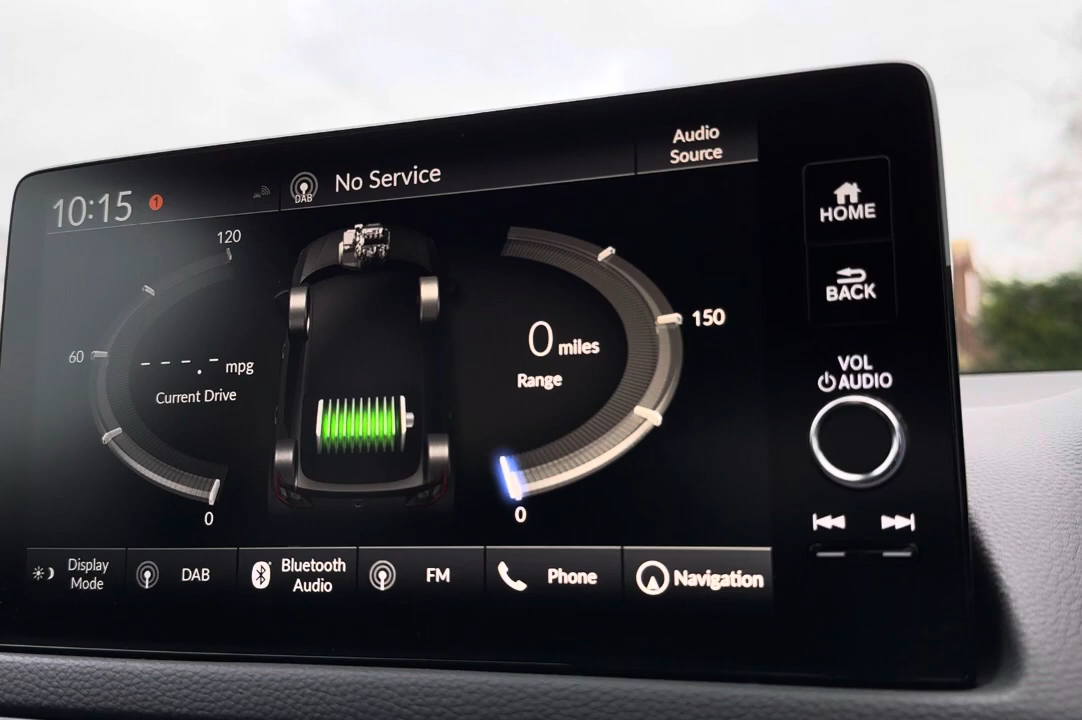 10:15
1
DAB
No Service
Audio
Source
HOME
BACK
120
60
- - - . - mpg
Current Drive
0
0 miles
Range
150
0
VOL
AUDIO
Display
Mode
DAB
Bluetooth
Audio
FM
Phone
Navigation